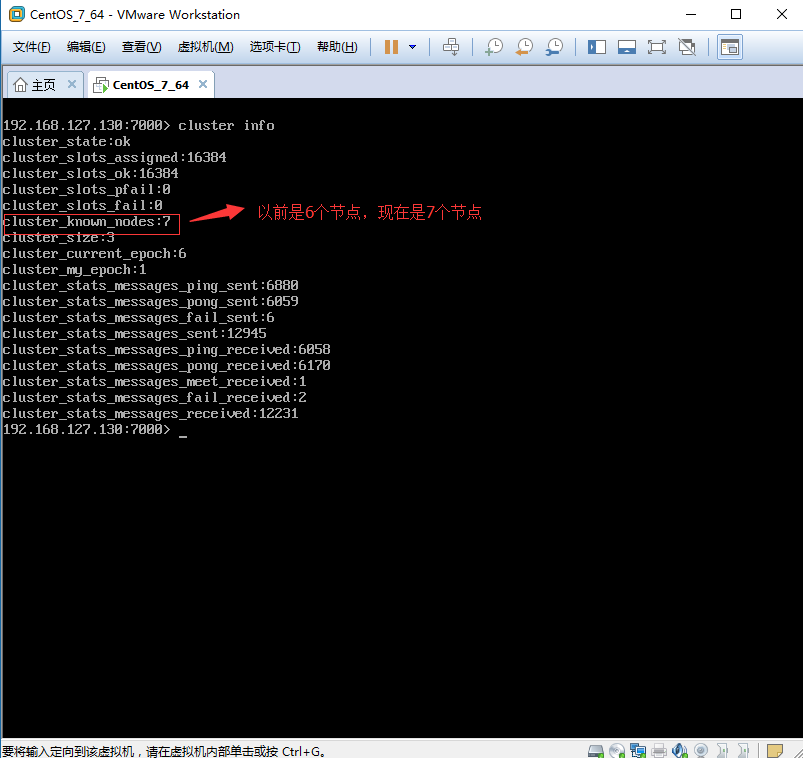 CentOS_7_64 - VMware Workstation
文件(F) 编辑(E) 查看(V) 虚拟机(M) 选项卡(T) 帮助(H)
主页 CentOS_7_64
192.168.127.130:7000> cluster info
cluster_state:ok
cluster_slots_assigned:16384
cluster_slots_ok:16384
cluster_slots_pfail:0
cluster_slots_fail:0
cluster_known_nodes:7 以前是6个节点，现在是7个节点
cluster_size:3
cluster_current_epoch:6
cluster_my_epoch:1
cluster_stats_messages_ping_sent:6880
cluster_stats_messages_pong_sent:6059
cluster_stats_messages_fail_sent:6
cluster_stats_messages_sent:12945
cluster_stats_messages_ping_received:6058
cluster_stats_messages_pong_received:6170
cluster_stats_messages_meet_received:1
cluster_stats_messages_fail_received:2
cluster_stats_messages_received:12231
192.168.127.130:7000> _
要将输入定向到该虚拟机，请在虚拟机内部单击或按 Ctrl+G。